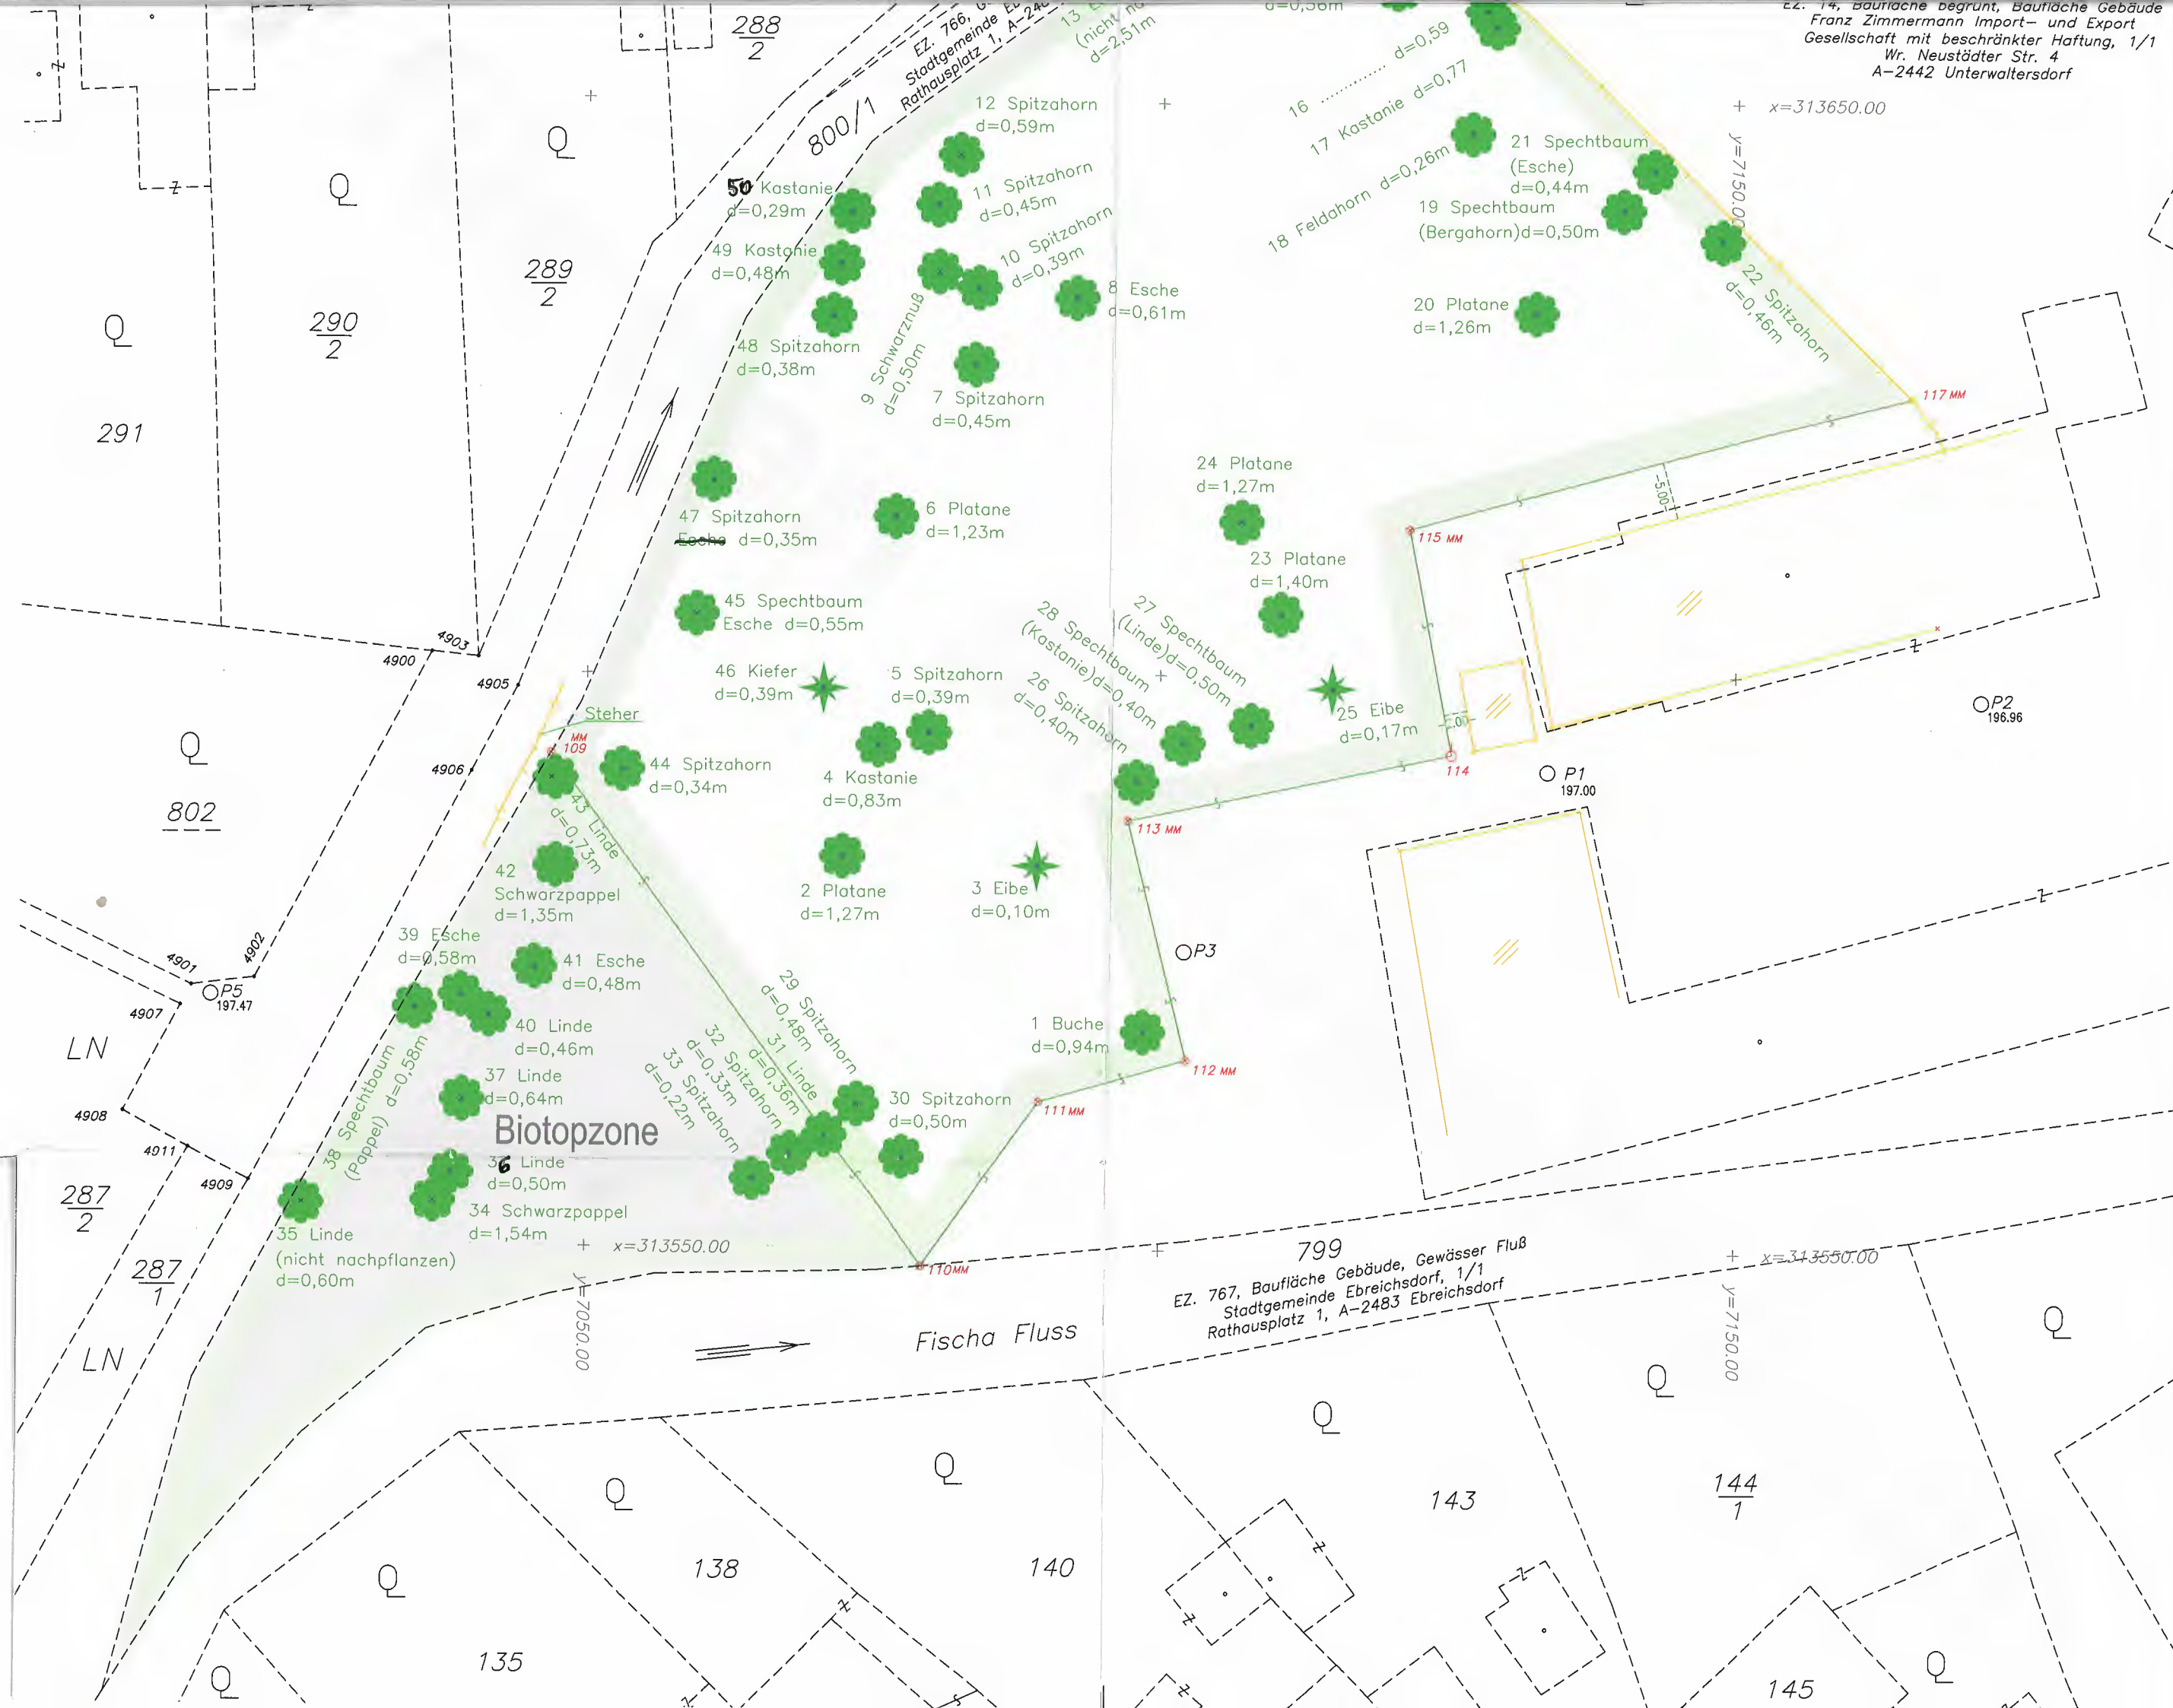 EZ. 14, Baufläche begrünt, Baufläche Gebäude
Franz Zimmermann Import- und Export
Gesellschaft mit beschränkter Haftung, 1/1
Wr. Neustädter Str. 4
A-2442 Unterwaltersdorf
288
2
EZ. 766,
Stadtgemeinde
Rathausplatz 1,
800/1
13
d=2,51m
d=0,56m
16 ............ d=0,59
17 Kastanie d=0,77
18 Feldahorn d=0,26m
x=313650.00
y=7150.00
12 Spitzahorn
d=0,59m
11 Spitzahorn
d=0,45m
10 Spitzahorn
d=0,39m
50 Kastanie
d=0,29m
49 Kastanie
d=0,48m
48 Spitzahorn
d=0,38m
9 Schwarznuß
d=0,50m
8 Esche
d=0,61m
7 Spitzahorn
d=0,45m
21 Spechtbaum
(Esche)
d=0,44m
19 Spechtbaum
(Bergahorn)d=0,50m
20 Platane
d=1,26m
22 Spitzahorn
d=0,46m
289
2
290
2
291
117 MM
24 Platane
d=1,27m
23 Platane
d=1,40m
115 MM
-5.00-
47 Spitzahorn
Esche d=0,35m
6 Platane
d=1,23m
45 Spechtbaum
Esche d=0,55m
46 Kiefer
d=0,39m
5 Spitzahorn
d=0,39m
28 Spechtbaum
(Kastanie)d=0,40m
27 Spechtbaum
(Linde)d=0,50m
26 Spitzahorn
d=0,40m
25 Eibe
d=0,17m
4903
4900
4905
4906
Steher
MM
109
44 Spitzahorn
d=0,34m
4 Kastanie
d=0,83m
114
P1
197.00
P2
196.96
113 MM
802
43 Linde
d=0,73m
42
Schwarzpappel
d=1,35m
2 Platane
d=1,27m
3 Eibe
d=0,10m
39 Esche
d=0,58m
41 Esche
d=0,48m
4901
4902
P5
197.47
4907
P3
40 Linde
d=0,46m
29 Spitzahorn
d=0,48m
31 Linde
d=0,36m
32 Spitzahorn
d=0,33m
33 Spitzahorn
d=0,22m
1 Buche
d=0,94m
112 MM
111 MM
LN
37 Linde
d=0,64m
38 Spechtbaum
(Pappel) d=0,58m
Biotopzone
30 Spitzahorn
d=0,50m
4908
4911
4909
36 Linde
d=0,50m
34 Schwarzpappel
d=1,54m
35 Linde
(nicht nachpflanzen)
d=0,60m
287
2
287
1
LN
x=313550.00
y=7050.00
110MM
799
EZ. 767, Baufläche Gebäude, Gewässer Fluß
Stadtgemeinde Ebreichsdorf, 1/1
Rathausplatz 1, A-2483 Ebreichsdorf
x=313550.00
y=7150.00
Fischa Fluss
143
144
1
138
140
135
145